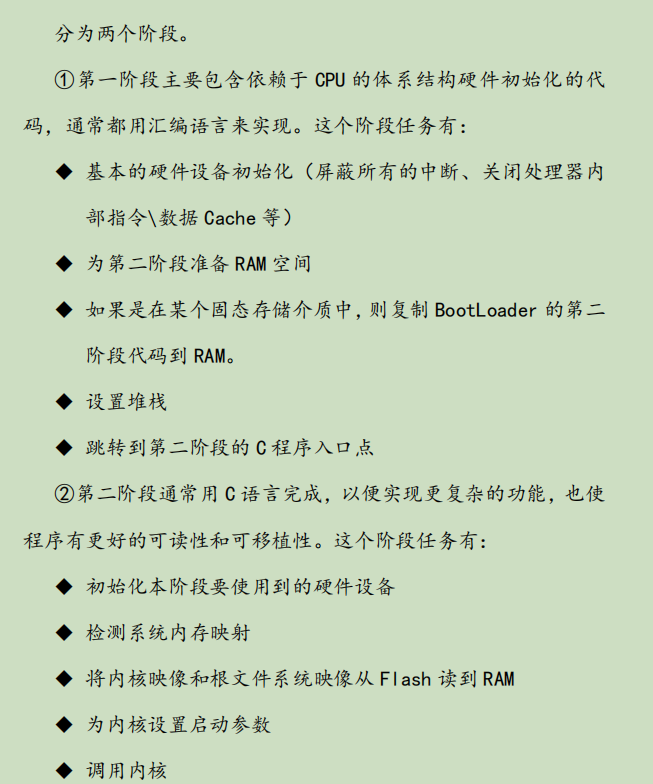 分为两个阶段。
①第一阶段主要包含依赖于 CPU 的体系结构硬件初始化的代
码，通常都用汇编语言来实现。这个阶段任务有：
◆ 基本的硬件设备初始化（屏蔽所有的中断、关闭处理器内
部指令\数据 Cache 等）
◆ 为第二阶段准备 RAM 空间
◆ 如果是在某个固态存储介质中，则复制 BootLoader 的第二
阶段代码到 RAM。
◆ 设置堆栈
◆ 跳转到第二阶段的 C 程序入口点
②第二阶段通常用 C 语言完成，以便实现更复杂的功能，也使
程序有更好的可读性和可移植性。这个阶段任务有：
◆ 初始化本阶段要使用到的硬件设备
◆ 检测系统内存映射
◆ 将内核映像和根文件系统映像从 Flash 读到 RAM
◆ 为内核设置启动参数
◆ 调用内核